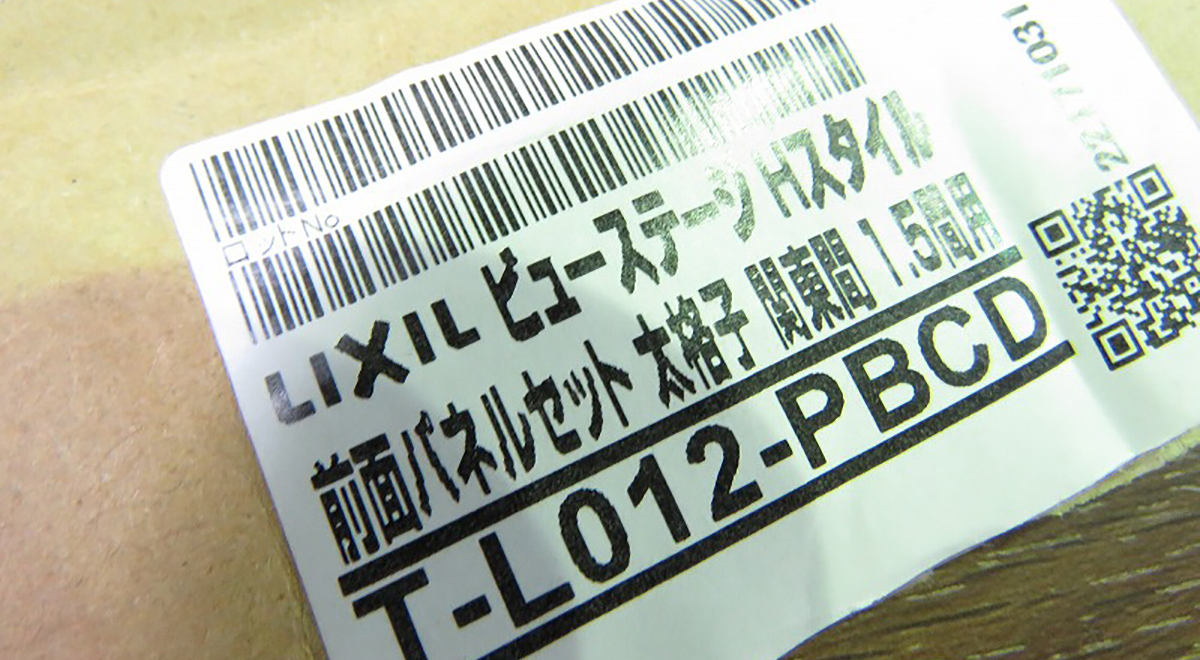 ロットNo
LIXIL ビューステージ Hスタイル
前面パネルセット 太格子 関東間 1.5間用
T-L012-PBCD